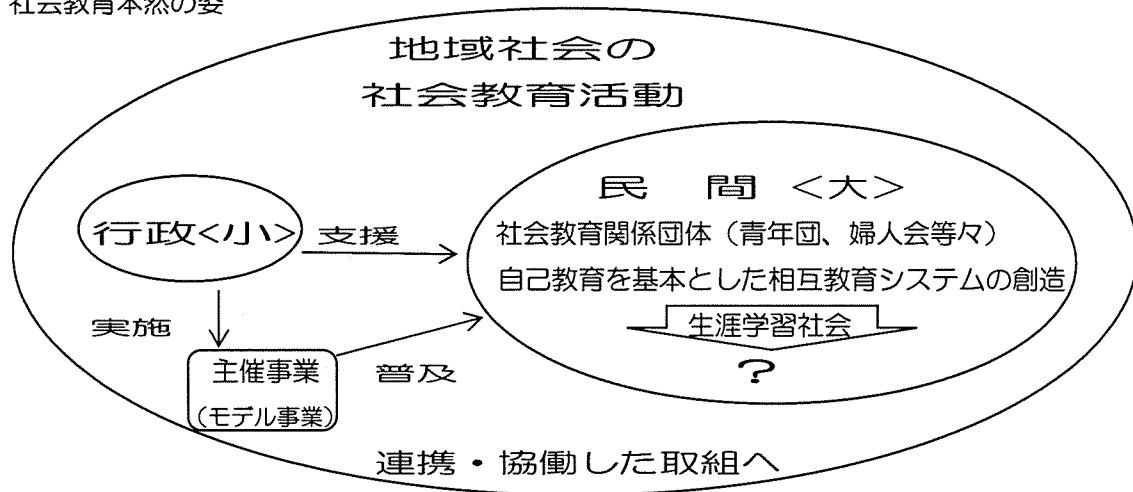 社会教育本然の姿
地域社会の
社会教育活動
民 間 <大>
行政<小>
支援
社会教育関係団体（青年団、婦人会等々）
自己教育を基本とした相互教育システムの創造
生涯学習社会
？
実施
主催事業
(モデル事業)
普及
連携・協働した取組へ